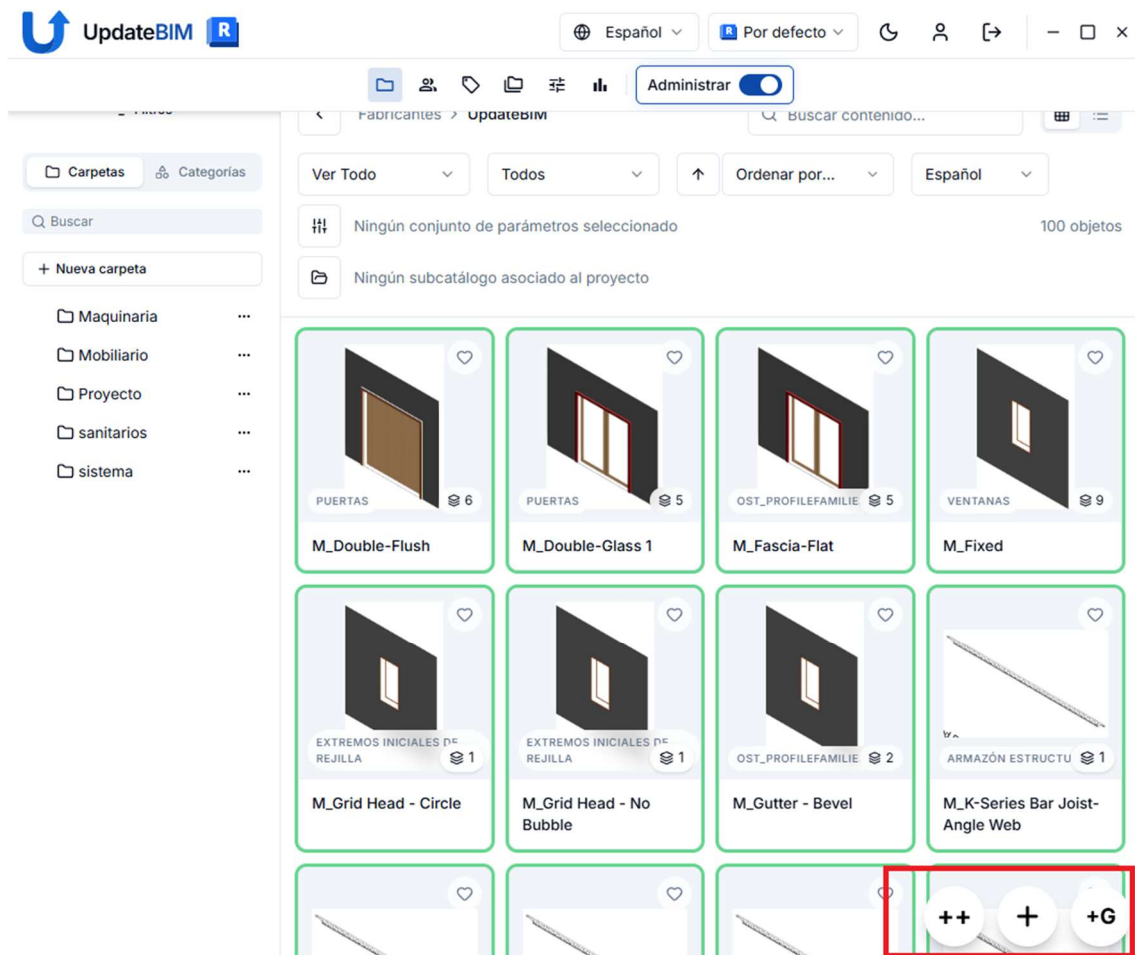 UpdateBIM R
Español
R Por defecto
Administrar
Filtros
Fabricantes > UpdateBIM
Buscar contenido...
Carpetas
Categorías
Ver Todo
Todos
Ordenar por...
Español
Buscar
Ningún conjunto de parámetros seleccionado
100 objetos
+ Nueva carpeta
Ningún subcatálogo asociado al proyecto
Maquinaria ...
Mobiliario ...
Proyecto ...
sanitarios ...
sistema ...
PUERTAS
6
M_Double-Flush
PUERTAS
5
M_Double-Glass 1
OST_PROFILEFAMILIE
5
M_Fascia-Flat
VENTANAS
9
M_Fixed
EXTREMOS INICIALES DE
REJILLA
1
M_Grid Head - Circle
EXTREMOS INICIALES DE
REJILLA
1
M_Grid Head - No
Bubble
OST_PROFILEFAMILIE
2
M_Gutter - Bevel
ARMAZÓN ESTRUCTU
1
M_K-Series Bar Joist-
Angle Web
++
+
+G